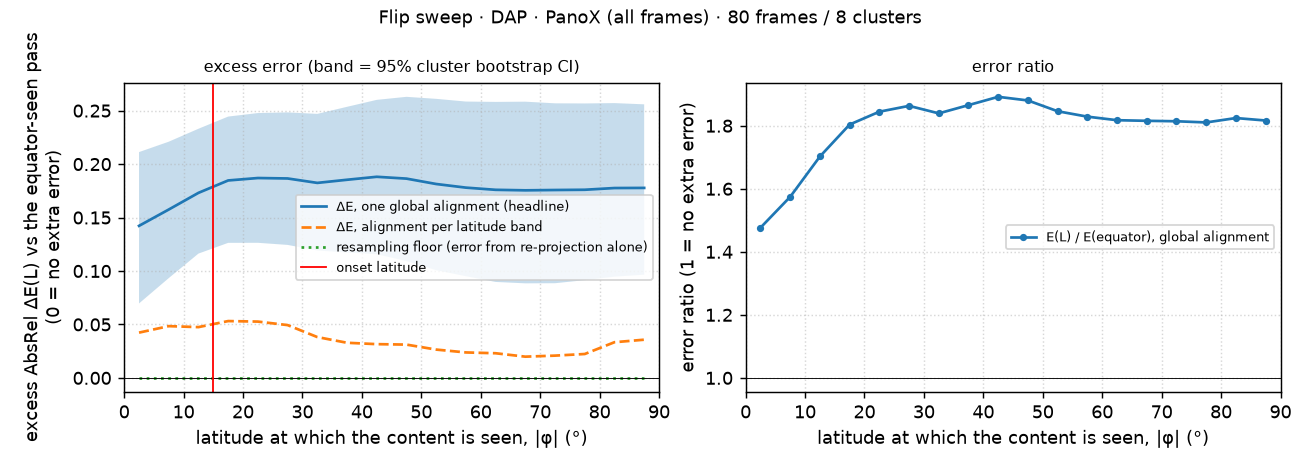 Flip sweep · DAP · PanoX (all frames) · 80 frames / 8 clusters
excess error (band = 95% cluster bootstrap CI)
excess AbsRel ΔE(L) vs the equator-seen pass
(0 = no extra error)
0.25
0.20
0.15
0.10
0.05
0.00
ΔE, one global alignment (headline)
ΔE, alignment per latitude band
resampling floor (error from re-projection alone)
onset latitude
0 10 20 30 40 50 60 70 80 90
latitude at which the content is seen, |φ| (°)
error ratio
error ratio (1 = no extra error)
1.8
1.6
1.4
1.2
1.0
E(L) / E(equator), global alignment
0 10 20 30 40 50 60 70 80 90
latitude at which the content is seen, |φ| (°)